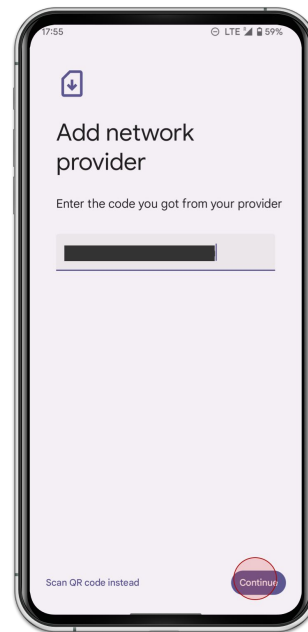 17:55 LTE 59%
Add network
provider
Enter the code you got from your provider
Scan QR code instead
Continue